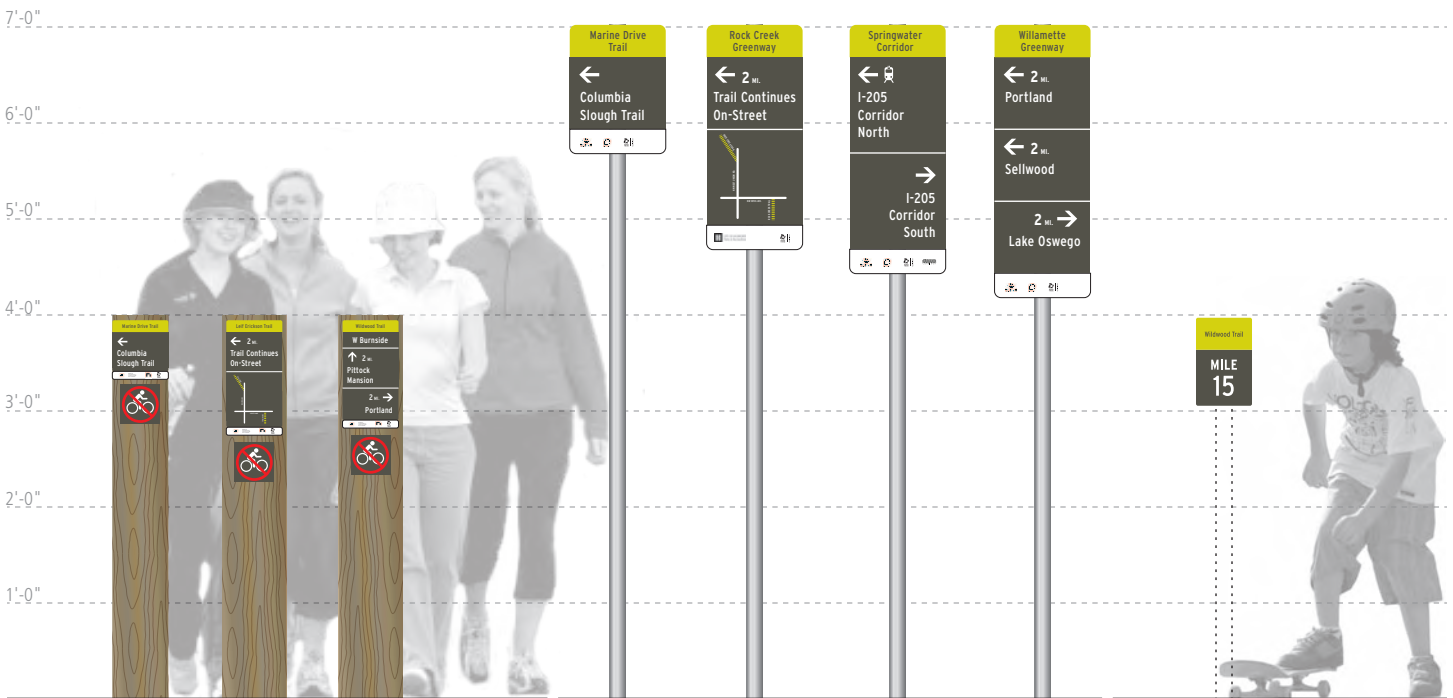 7'-0"
6'-0"
5'-0"
4'-0"
3'-0"
2'-0"
1'-0"
Marine Drive Trail
Columbia
Slough Trail
Leif Erickson Trail
2 MI.
Trail Continues
On-Street
Wildwood Trail
W Burnside
2 MI.
Pittock
Mansion
2 MI.
Portland
Marine Drive
Trail
Columbia
Slough Trail
Rock Creek
Greenway
2 MI.
Trail Continues
On-Street
Springwater
Corridor
I-205
Corridor
North
I-205
Corridor
South
Willamette
Greenway
2 MI.
Portland
2 MI.
Sellwood
2 MI.
Lake Oswego
Wildwood Trail
MILE
15